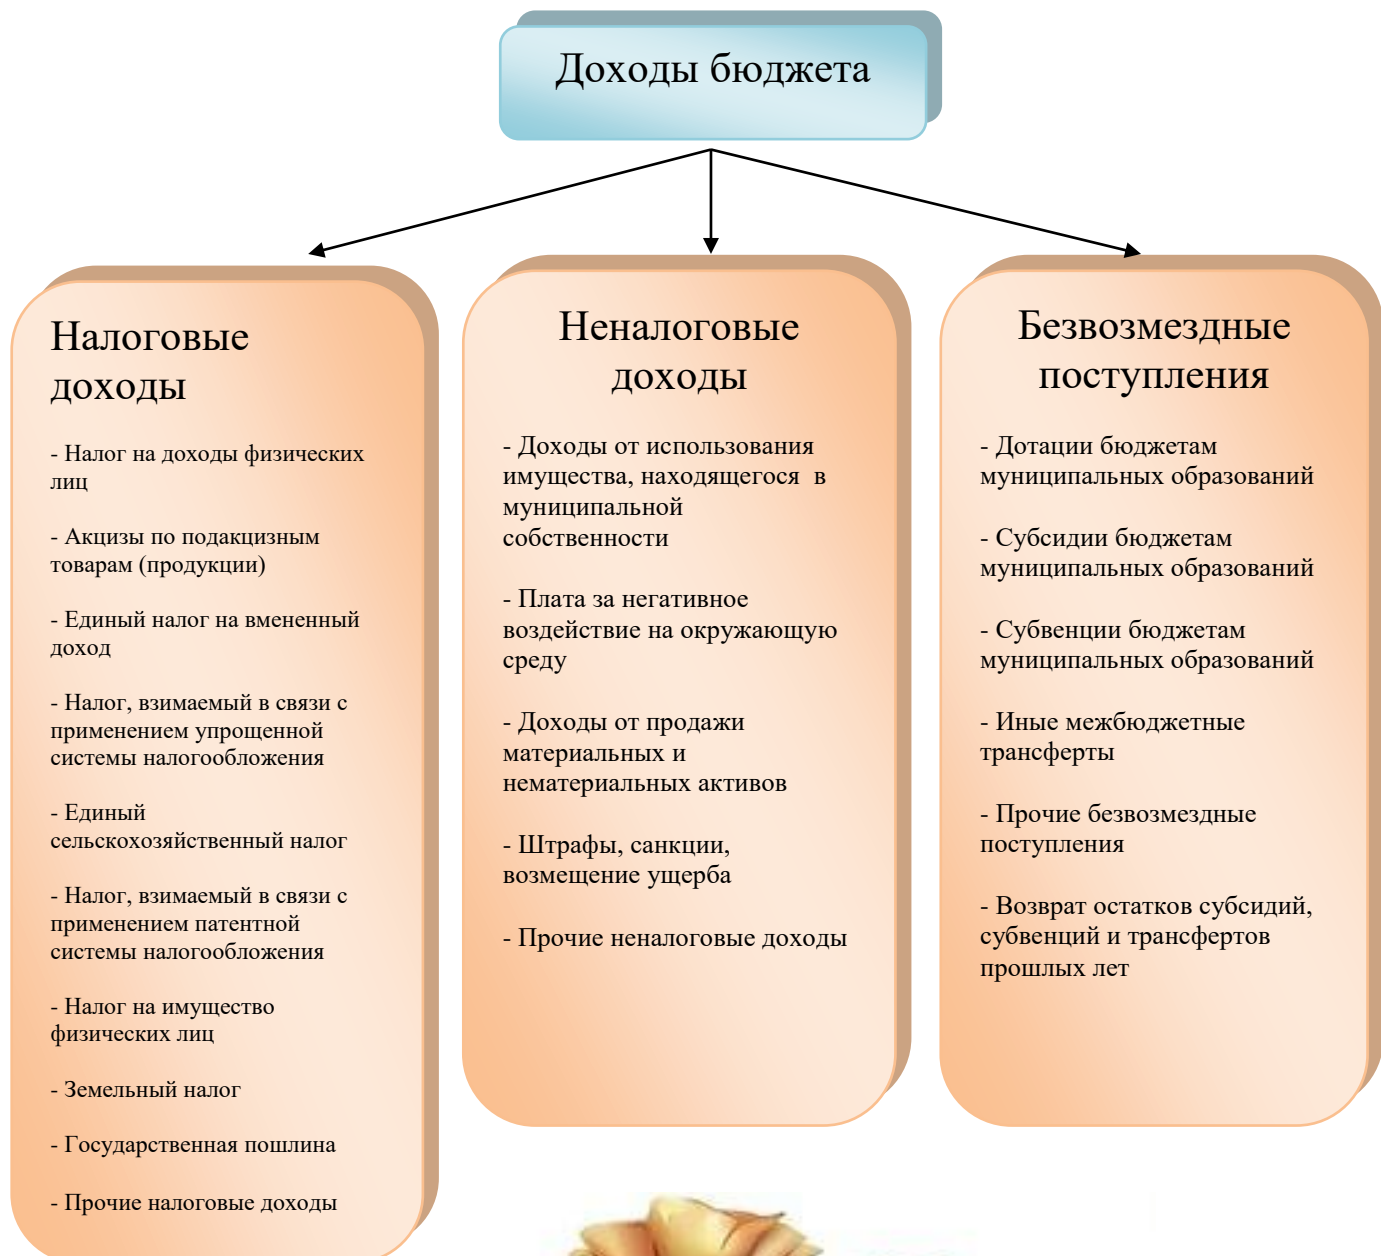 Доходы бюджета
Налоговые
доходы
- Налог на доходы физических
лиц
- Акцизы по подакцизным
товарам (продукции)
- Единый налог на вмененный
доход
- Налог, взимаемый в связи с
применением упрощенной
системы налогообложения
- Единый
сельскохозяйственный налог
- Налог, взимаемый в связи с
применением патентной
системы налогообложения
- Налог на имущество
физических лиц
- Земельный налог
- Государственная пошлина
- Прочие налоговые доходы
Неналоговые
доходы
- Доходы от использования
имущества, находящегося в
муниципальной
собственности
- Плата за негативное
воздействие на окружающую
среду
- Доходы от продажи
материальных и
нематериальных активов
- Штрафы, санкции,
возмещение ущерба
- Прочие неналоговые доходы
Безвозмездные
поступления
- Дотации бюджетам
муниципальных образований
- Субсидии бюджетам
муниципальных образований
- Субвенции бюджетам
муниципальных образований
- Иные межбюджетные
трансферты
- Прочие безвозмездные
поступления
- Возврат остатков субсидий,
субвенций и трансфертов
прошлых лет